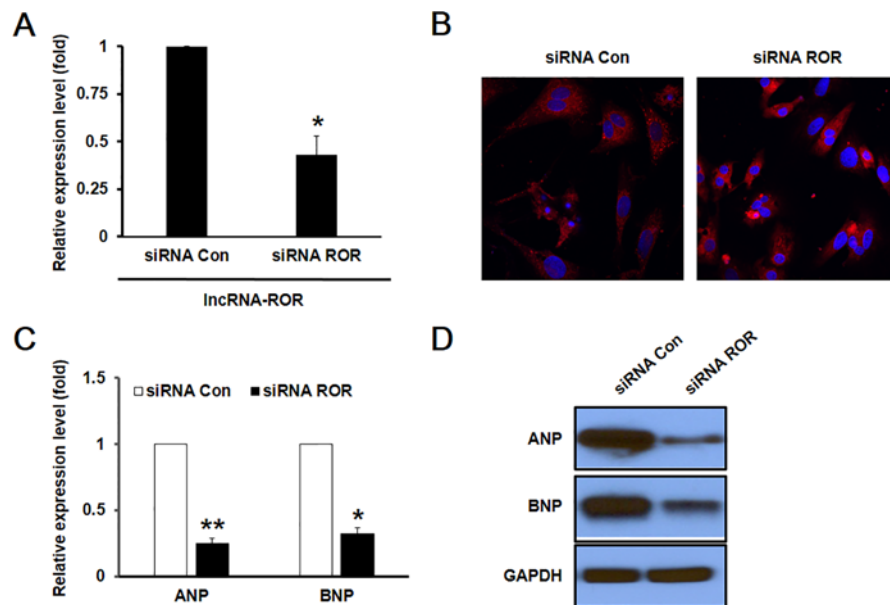 A
Relative expression level (fold)
1
0.75
0.5
0.25
0
*
siRNA Con siRNA ROR
lncRNA-ROR
B
siRNA Con siRNA ROR
C
Relative expression level (fold)
1.5
1
0.5
0
siRNA Con siRNA ROR
** *
ANP BNP
D
siRNA Con siRNA ROR
ANP
BNP
GAPDH